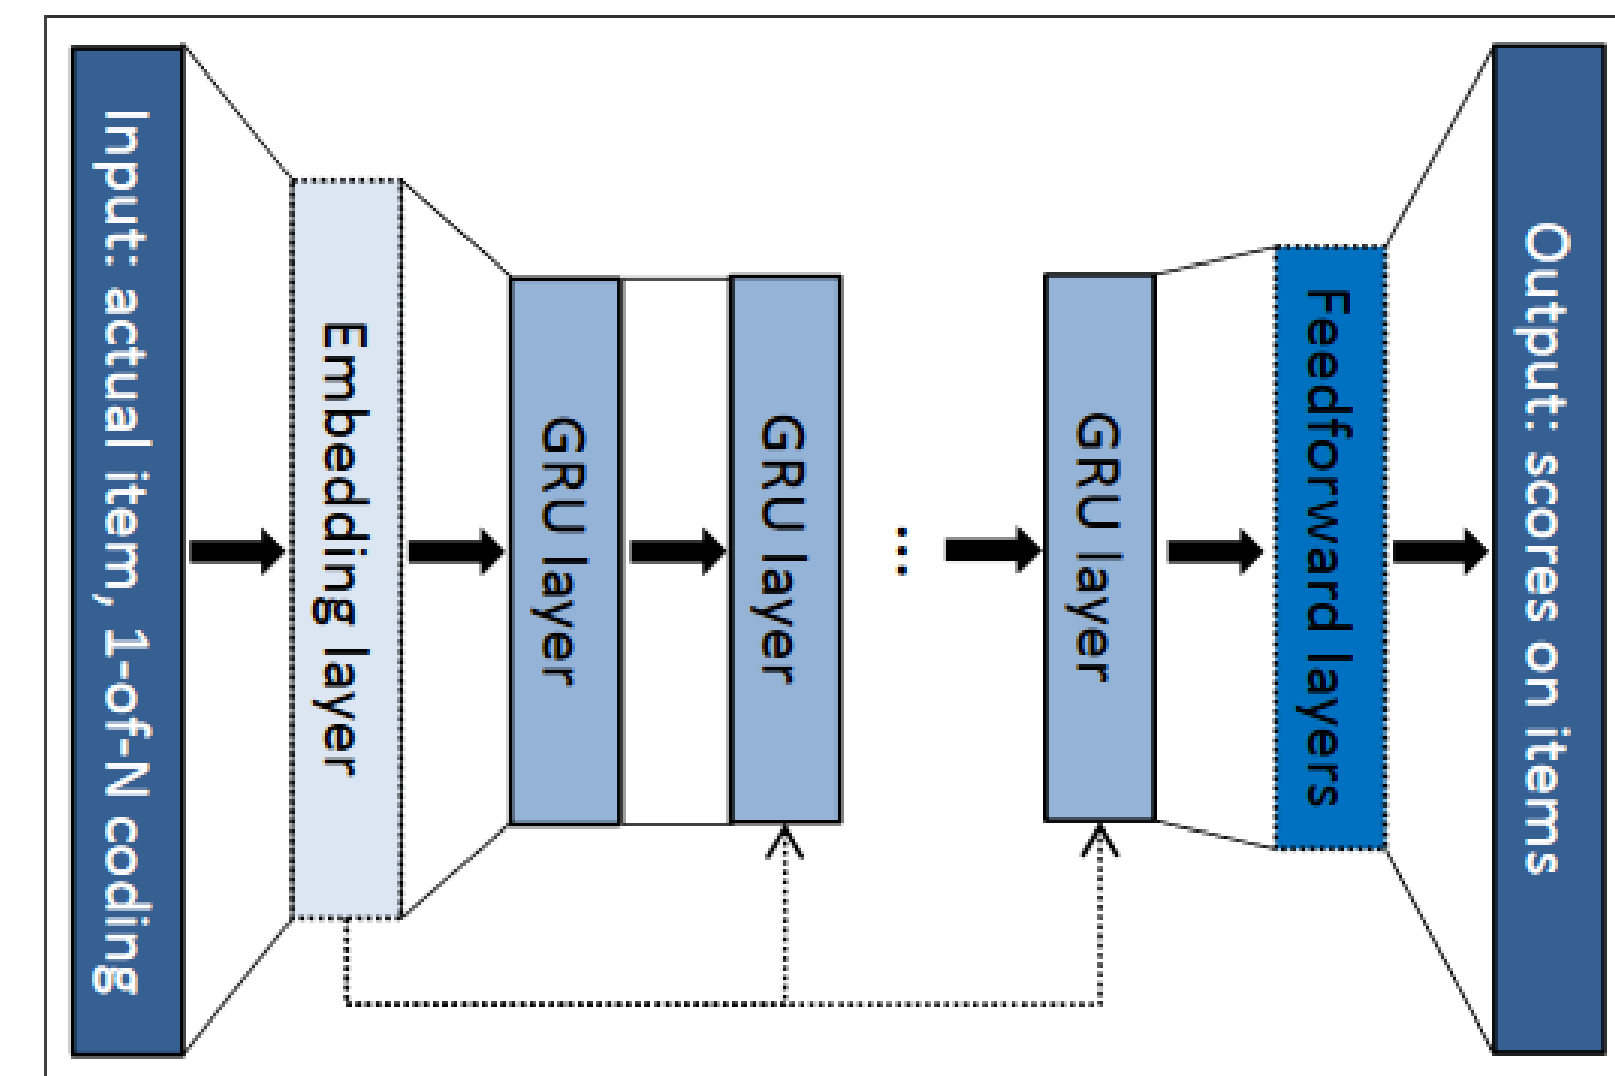 Input: actual item, 1-of-N coding
Embedding layer
GRU layer
GRU layer
...
GRU layer
Feedforward layers
Output: scores on items